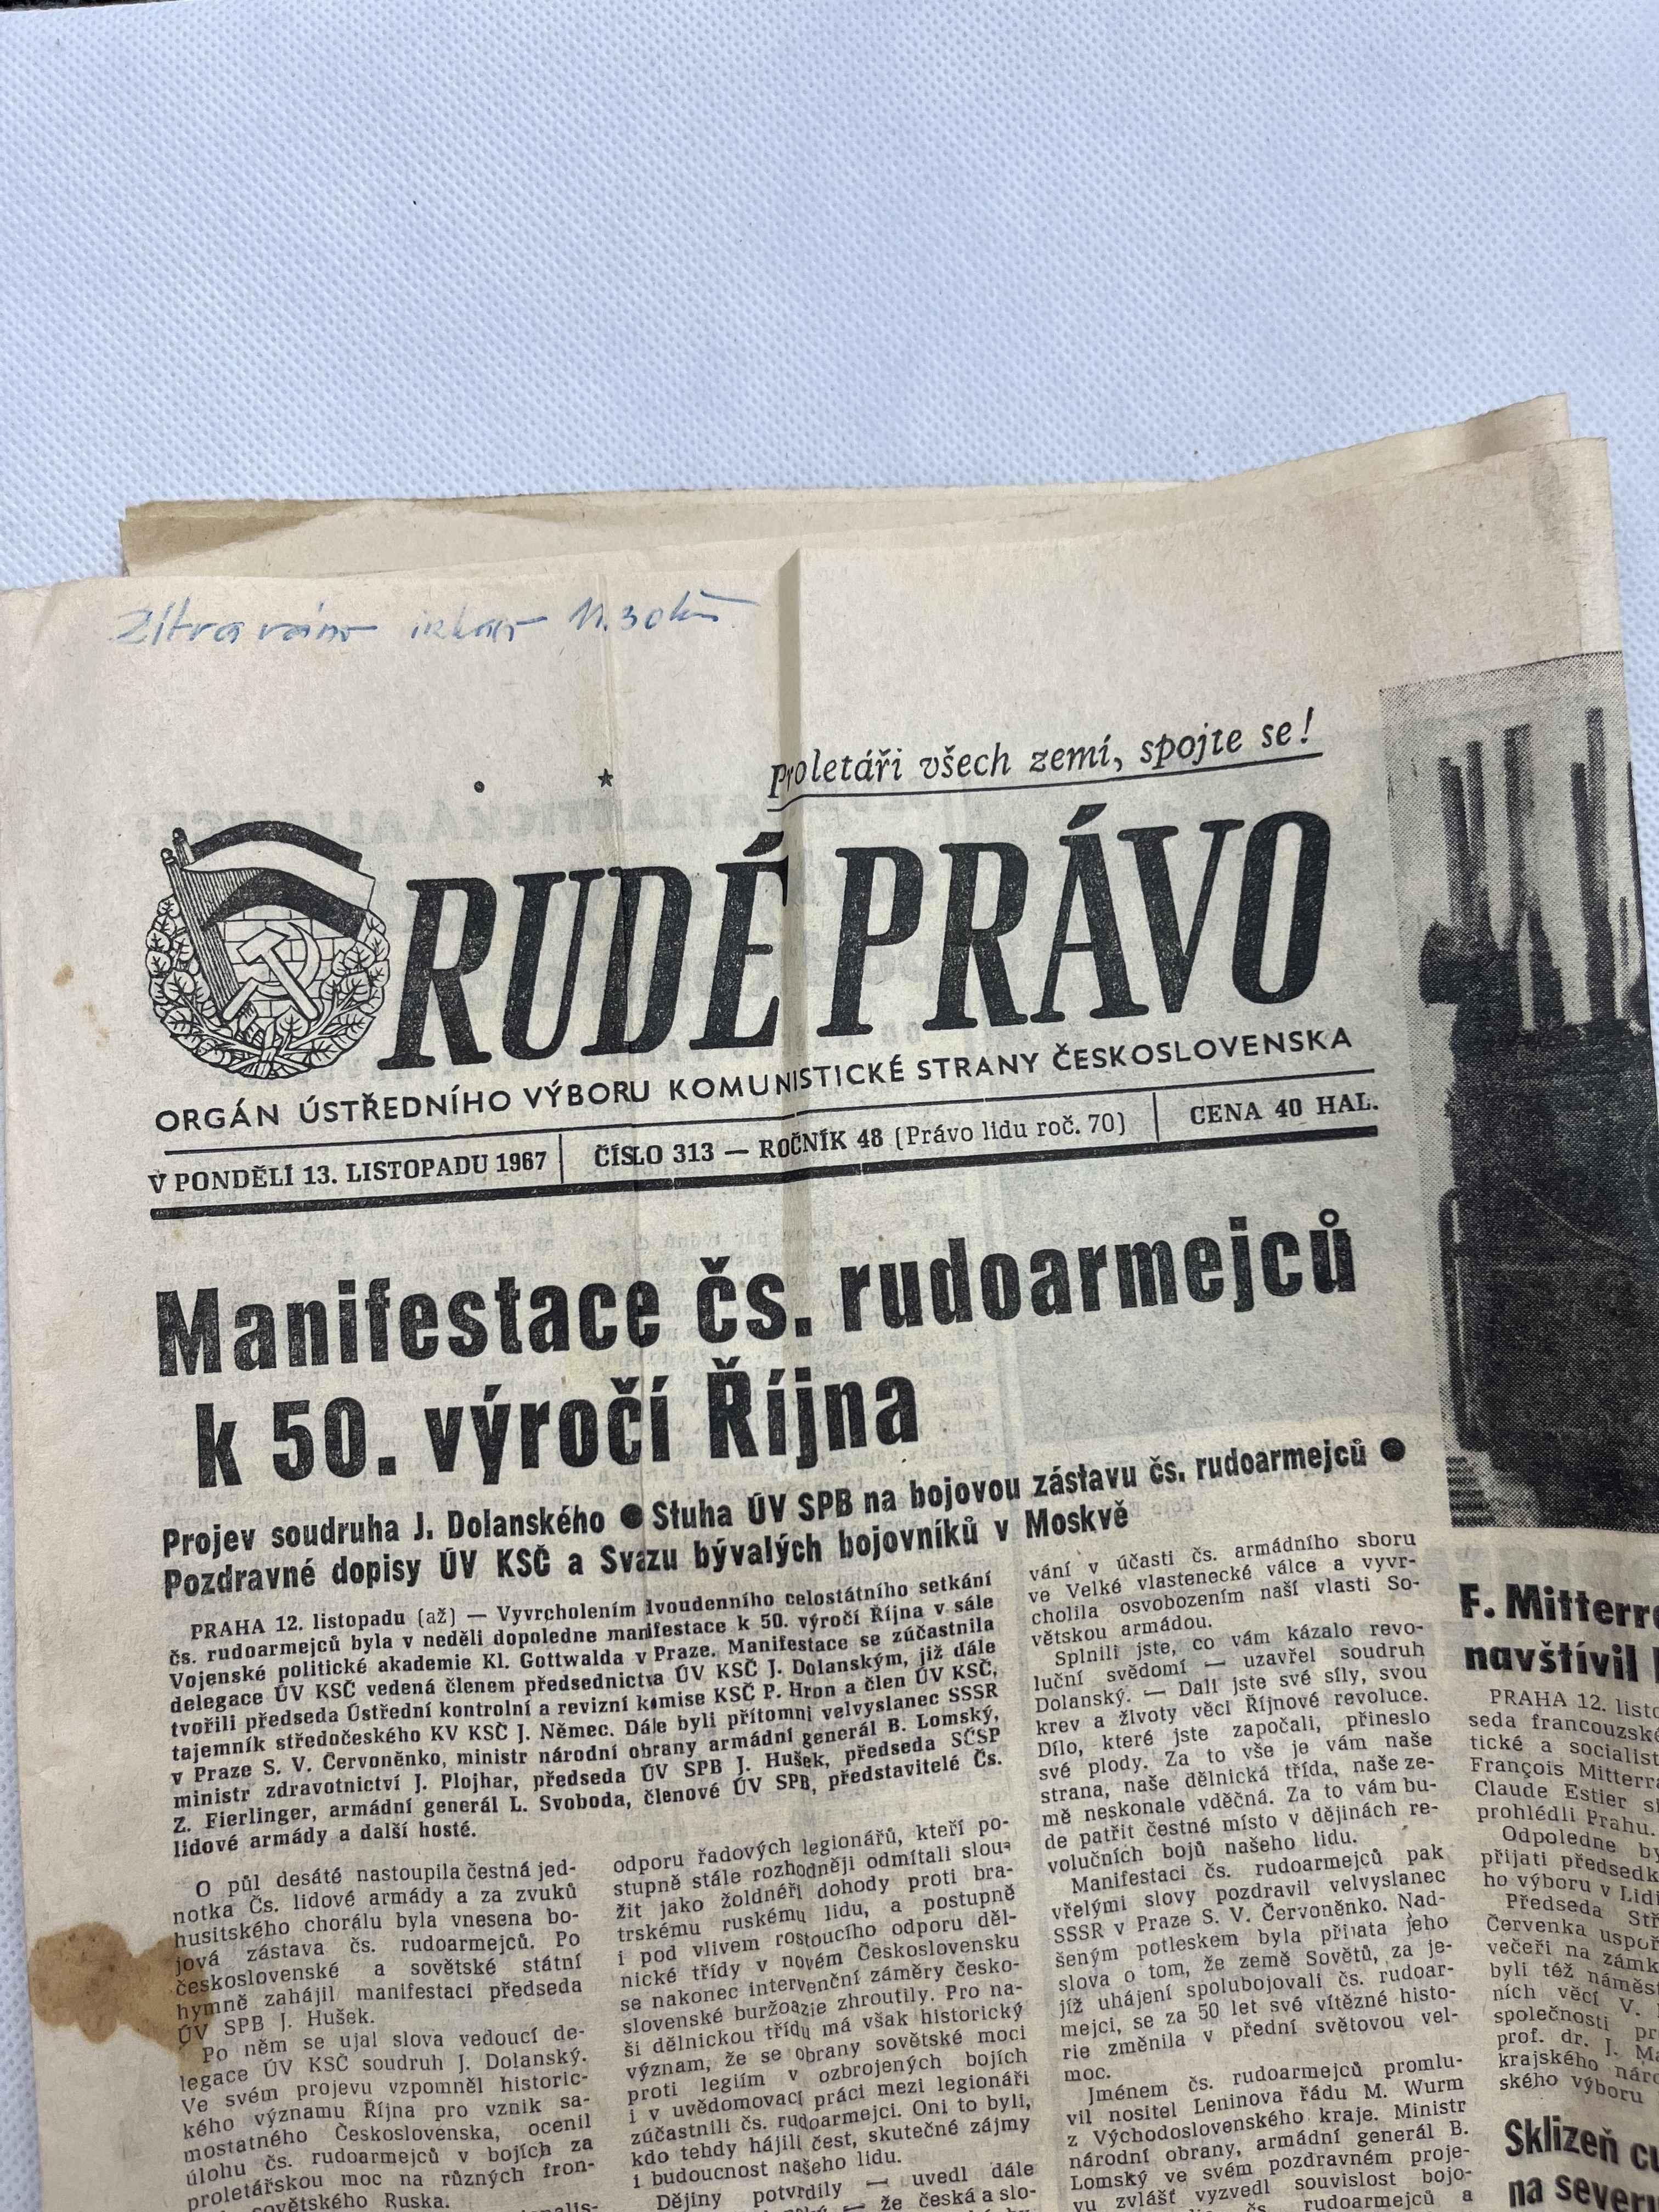 Zítra ráno 11.30
Proletáři všech zemí, spojte se!
RUDÉ PRÁVO
ORGÁN ÚSTŘEDNÍHO VÝBORU KOMUNISTICKÉ STRANY ČESKOSLOVENSKA
V PONDĚLÍ 13. LISTOPADU 1967
ČÍSLO 313 — ROČNÍK 48 (Právo lidu roč. 70)
CENA 40 HAL.
Manifestace čs. rudoarmejců
k 50. výročí Října
Projev soudruha J. Dolanského ● Stuha ÚV SPB na bojovou zástavu čs. rudoarmejců ●
Pozdravné dopisy ÚV KSČ a Svazu bývalých bojovníků v Moskvě
PRAHA 12. listopadu (až) — Vyvrcholením dvoudenního celostátního setkání
čs. rudoarmejců byla v neděli dopoledne manifestace k 50. výročí Října v sále
Vojenské politické akademie Kl. Gottwalda v Praze. Manifestace se zúčastnila
delegace ÚV KSČ vedená členem předsednictva ÚV KSČ J. Dolanským, již dále
tvořili předseda Ústřední kontrolní a revizní komise KSČ P. Hron a člen ÚV KSČ,
tajemník středočeského KV KSČ J. Němec. Dále byli přítomni velvyslanec SSSR
v Praze S. V. Červoněnko, ministr národní obrany armádní generál B. Lomský,
ministr zdravotnictví J. Plojhar, předseda ÚV SPB J. Hušek, předseda SČSP
Z. Fierlinger, armádní generál L. Svoboda, členové ÚV SPB, představitelé Čs.
lidové armády a další hosté.
O půl desáté nastoupila čestná jed-
notka Čs. lidové armády a za zvuků
husitského chorálu byla vnesena bo-
jová zástava čs. rudoarmejců. Po
československé a sovětské státní
hymně zahájil manifestaci předseda
ÚV SPB J. Hušek.
Po něm se ujal slova vedoucí de-
legace ÚV KSČ soudruh J. Dolanský.
Ve svém projevu vzpomněl historic-
kého významu Října pro vznik sa-
mostatného Československa, ocenil
úlohu čs. rudoarmejců v bojích za
proletářskou moc na různých fron-
sovětského Ruska.
odporu řadových legionářů, kteří po-
stupně stále rozhodněji odmítali slou-
žit jako žoldnéři dohody proti bra-
trskému ruskému lidu, a postupně
i pod vlivem rostoucího odporu děl-
nické třídy v novém Československu
se nakonec intervenční záměry česko-
slovenské buržoazie zhroutily. Pro na-
ši dělnickou třídu má však historický
význam, že se obrany sovětské moci
proti legiím v ozbrojených bojích
i v uvědomovací práci mezi legionáři
zúčastnili čs. rudoarmejci. Oni to byli,
kdo tehdy hájili čest, skutečné zájmy
i budoucnost našeho lidu.
Dějiny potvrdily — uvedl dále
— že česká a slo-
vání v účasti čs. armádního sboru
ve Velké vlastenecké válce a vyvr-
cholila osvobozením naší vlasti So-
větskou armádou.
Splnili jste, co vám kázalo revo-
luční svědomí — uzavřel soudruh
Dolanský. — Dali jste své síly, svou
krev a životy věci Říjnové revoluce.
Dílo, které jste započali, přineslo
své plody. Za to vše je vám naše
strana, naše dělnická třída, naše ze-
mě neskonale vděčná. Za to vám bu-
de patřit čestné místo v dějinách re-
volučních bojů našeho lidu.
Manifestaci čs. rudoarmejců pak
vřelými slovy pozdravil velvyslanec
SSSR v Praze S. V. Červoněnko. Nad-
šeným potleskem byla přijata jeho
slova o tom, že země Sovětů, za je-
jíž uhájení spolubojovali čs. rudoar-
mejci, se za 50 let své vítězné histo-
rie změnila v přední světovou vel-
moc.
Jménem čs. rudoarmejců promlu-
vil nositel Leninova řádu M. Wurm
z Východoslovenského kraje. Ministr
národní obrany, armádní generál B.
Lomský ve svém pozdravném proje-
vu zvlášť vyzvedl souvislost bojo-
čs. rudoarmejců a
F. Mitterr
navštívil
PRAHA 12. listo
seda francouzské
tické a socialist
François Mitterra
Claude Estier s
prohlédli Prahu.
Odpoledne by
přijati předsedk
ho výboru v Lidi
Předseda Stř
Červenka uspoř
večeři na zámk
byli též náměs
ních věcí V.
společnosti pr
prof. dr. J. Ma
krajského náro
ského výboru
Sklizeň cu
na severu